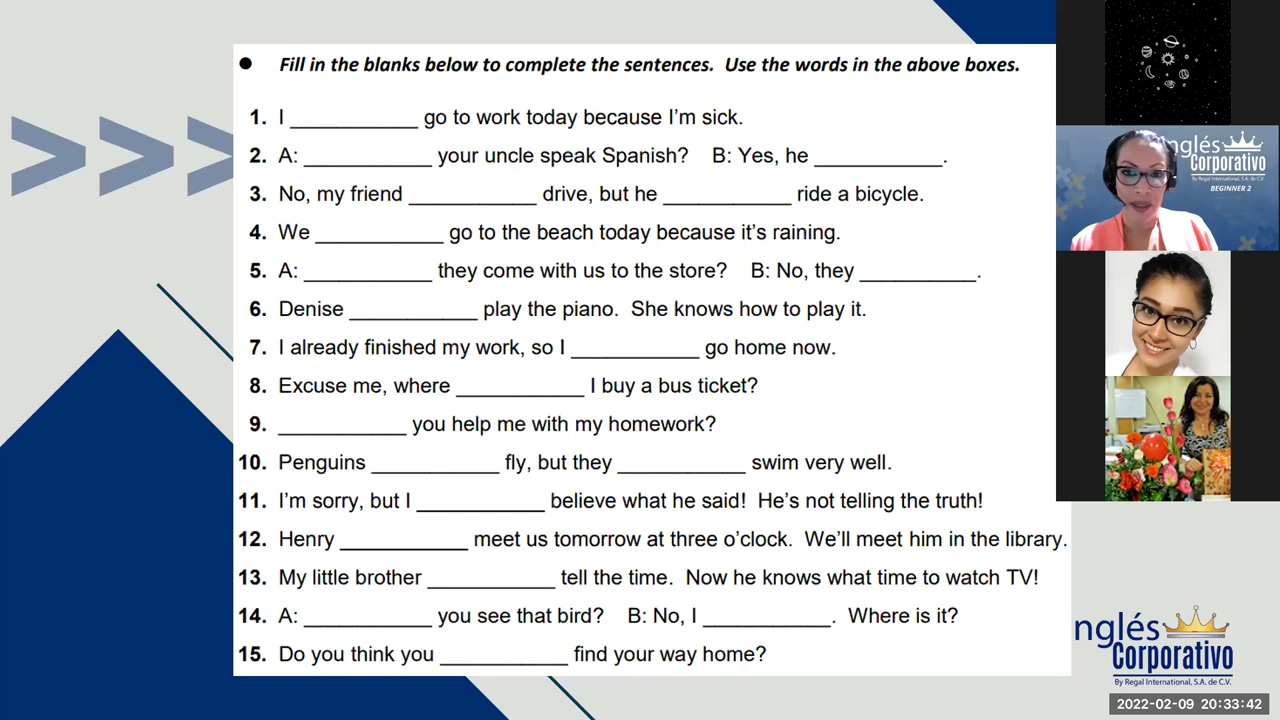 ● Fill in the blanks below to complete the sentences. Use the words in the above boxes.
1. I ___________ go to work today because I’m sick.
2. A: ___________ your uncle speak Spanish? B: Yes, he ___________.
3. No, my friend ___________ drive, but he ___________ ride a bicycle.
4. We ___________ go to the beach today because it’s raining.
5. A: ___________ they come with us to the store? B: No, they __________.
6. Denise ___________ play the piano. She knows how to play it.
7. I already finished my work, so I ___________ go home now.
8. Excuse me, where ___________ I buy a bus ticket?
9. ___________ you help me with my homework?
10. Penguins ___________ fly, but they ___________ swim very well.
11. I’m sorry, but I ___________ believe what he said! He’s not telling the truth!
12. Henry ___________ meet us tomorrow at three o’clock. We’ll meet him in the library.
13. My little brother ___________ tell the time. Now he knows what time to watch TV!
14. A: ___________ you see that bird? B: No, I ___________. Where is it?
15. Do you think you ___________ find your way home?
nglés
Corporativo
By Regal International, S.A. de C.V.
BEGINNER 2
nglés
Corporativo
By Regal International, S.A. de C.V.
2022-02-09 20:33:42